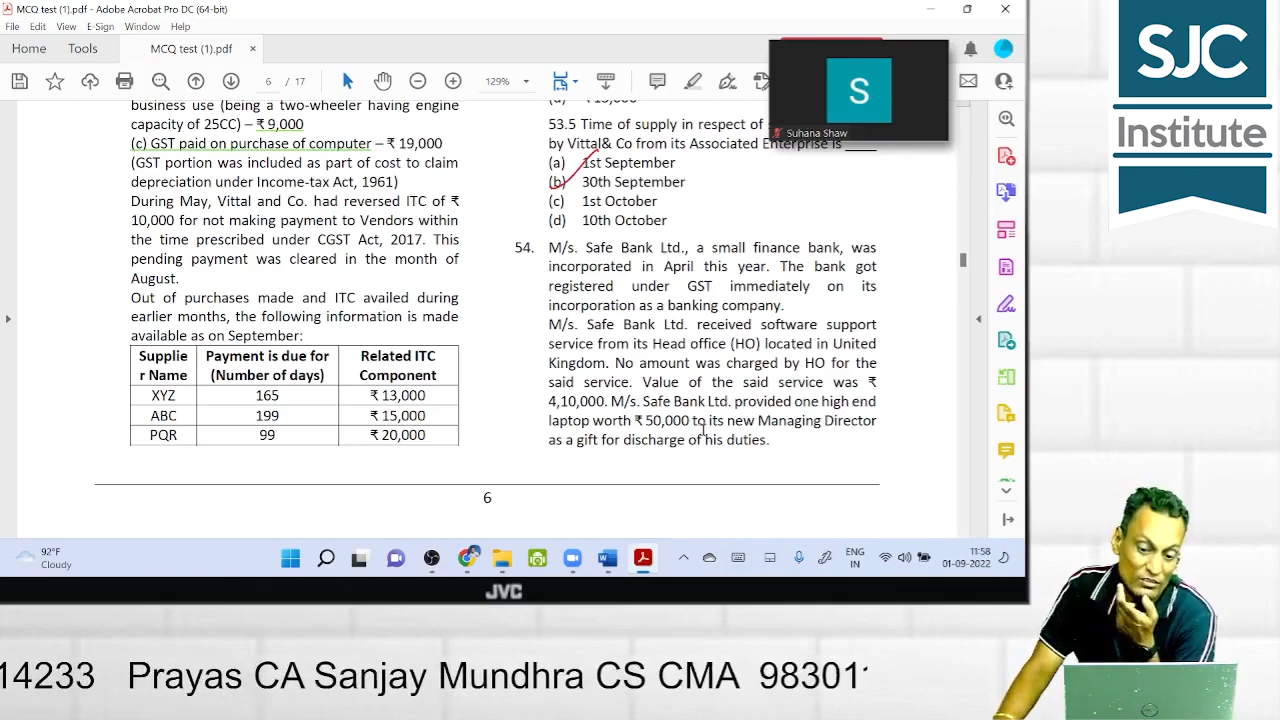 MCQ test (1).pdf - Adobe Acrobat Pro DC (64-bit)
File Edit View E-Sign Window Help
Home Tools MCQ test (1).pdf ×
6 / 17 129%
business use (being a two-wheeler having engine
capacity of 25CC) – ₹ 9,000
(c) GST paid on purchase of computer – ₹ 19,000
(GST portion was included as part of cost to claim
depreciation under Income-tax Act, 1961)
During May, Vittal and Co had reversed ITC of ₹
10,000 for not making payment to Vendors within
the time prescribed under CGST Act, 2017. This
pending payment was cleared in the month of
August.
Out of purchases made and ITC availed during
earlier months, the following information is made
available as on September:
Supplie Payment is due for Related ITC
r Name (Number of days) Component
XYZ 165 ₹ 13,000
ABC 199 ₹ 15,000
PQR 99 ₹ 20,000
53.5 Time of supply in respect of
by Vittal& Co from its Associated Enterprise is ____
(a) 1st September
(b) 30th September
(c) 1st October
(d) 10th October
54. M/s. Safe Bank Ltd., a small finance bank, was
incorporated in April this year. The bank got
registered under GST immediately on its
incorporation as a banking company.
M/s. Safe Bank Ltd. received software support
service from its Head office (HO) located in United
Kingdom. No amount was charged by HO for the
said service. Value of the said service was ₹
4,10,000. M/s. Safe Bank Ltd. provided one high end
laptop worth ₹ 50,000 to its new Managing Director
as a gift for discharge of his duties.
6
S
Suhana Shaw
SJC
Institute
92°F
Cloudy
ENG
IN
11:58
01-09-2022
JVC
14233 Prayas CA Sanjay Mundhra CS CMA 98301